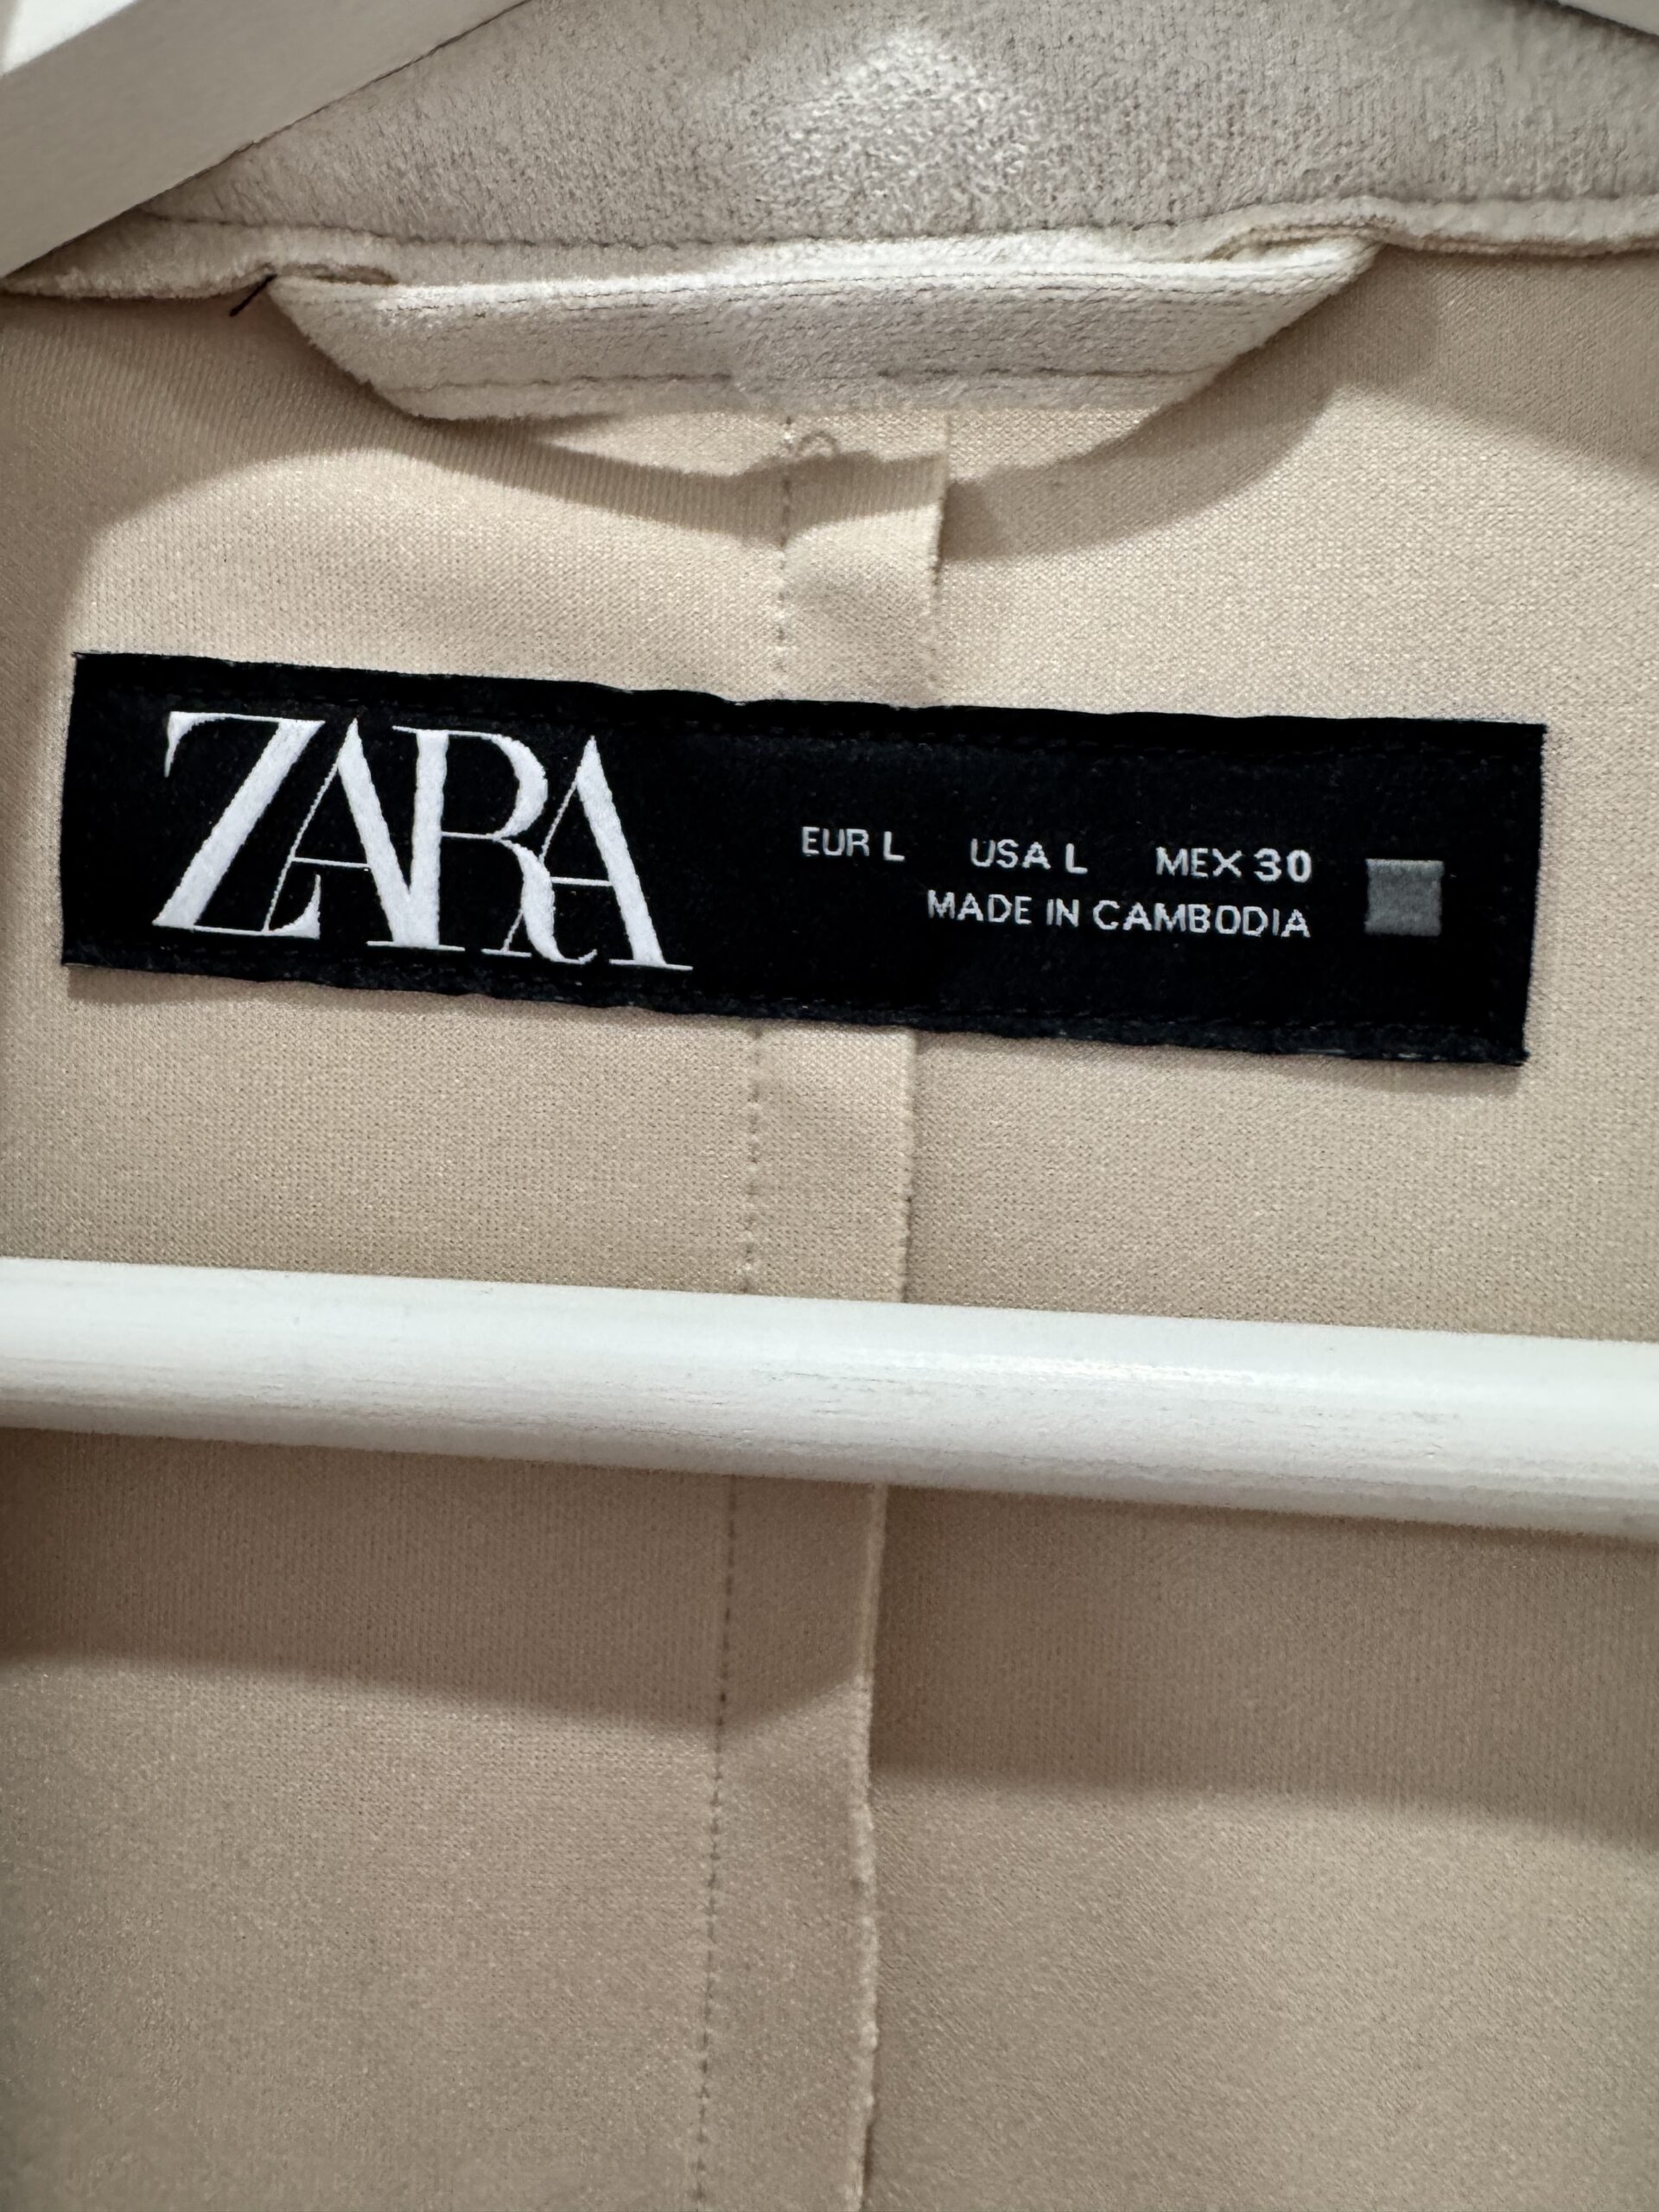 ZARA
EUR L USA L MEX 30
MADE IN CAMBODIA